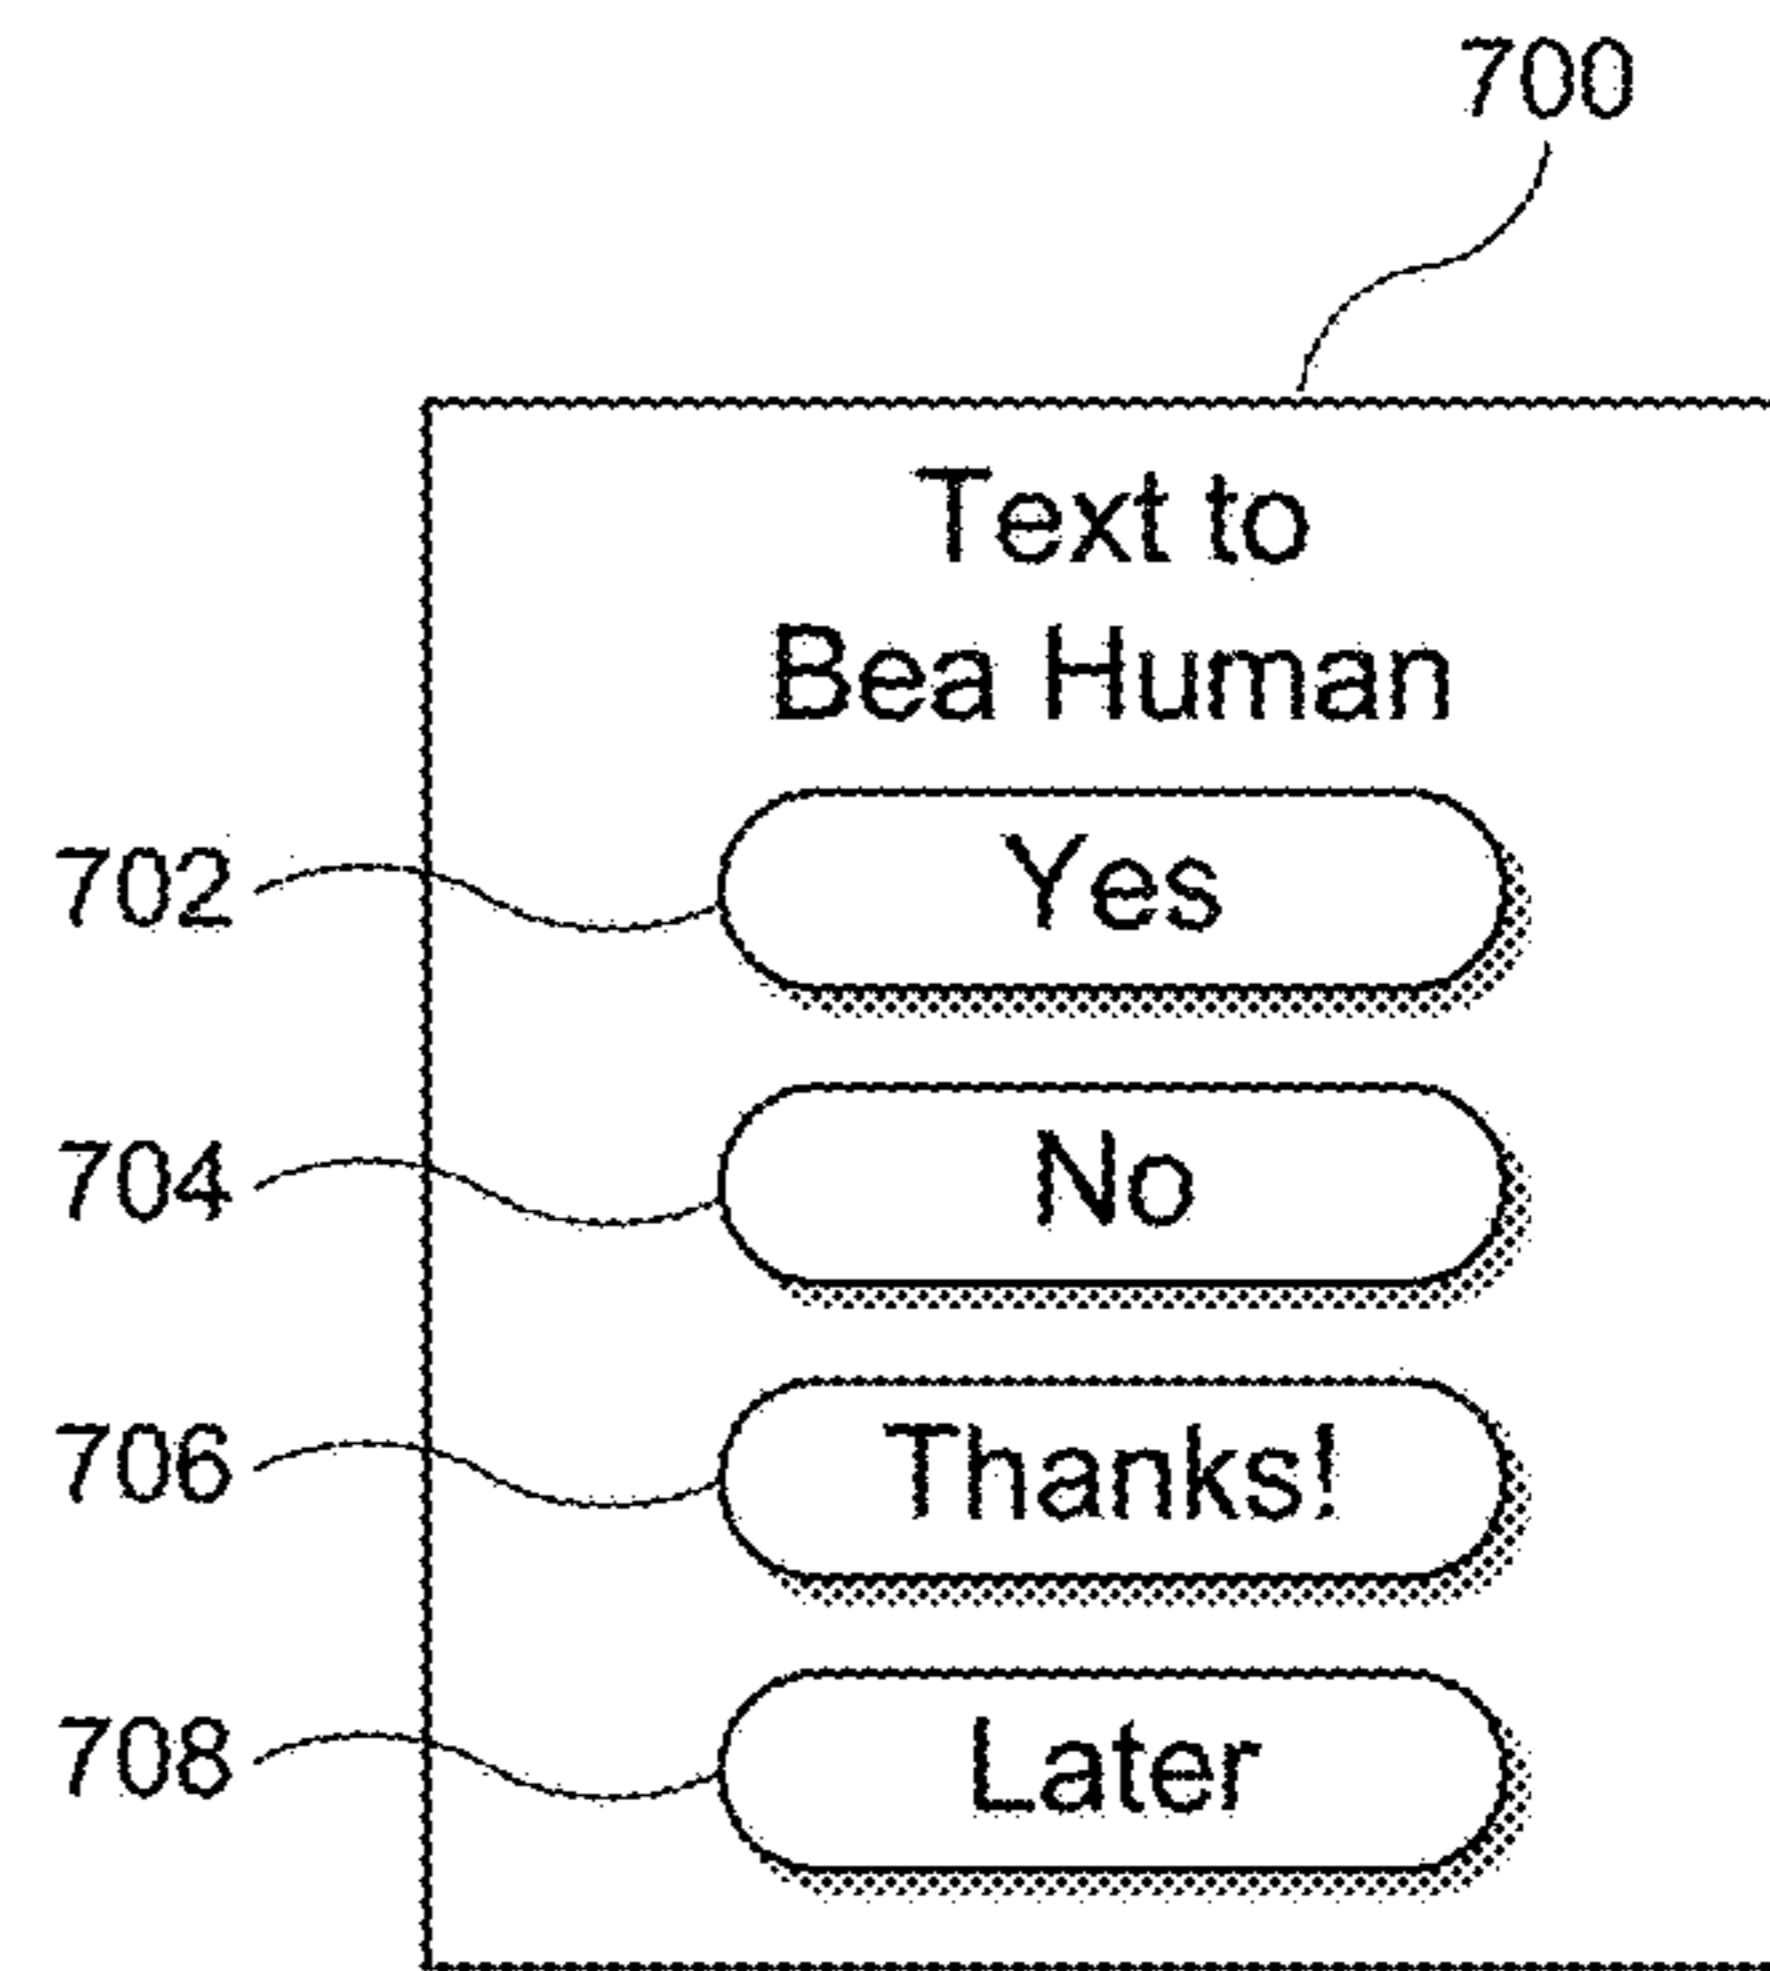 700
Text to
Bea Human
702 Yes
704 No
706 Thanks!
708 Later